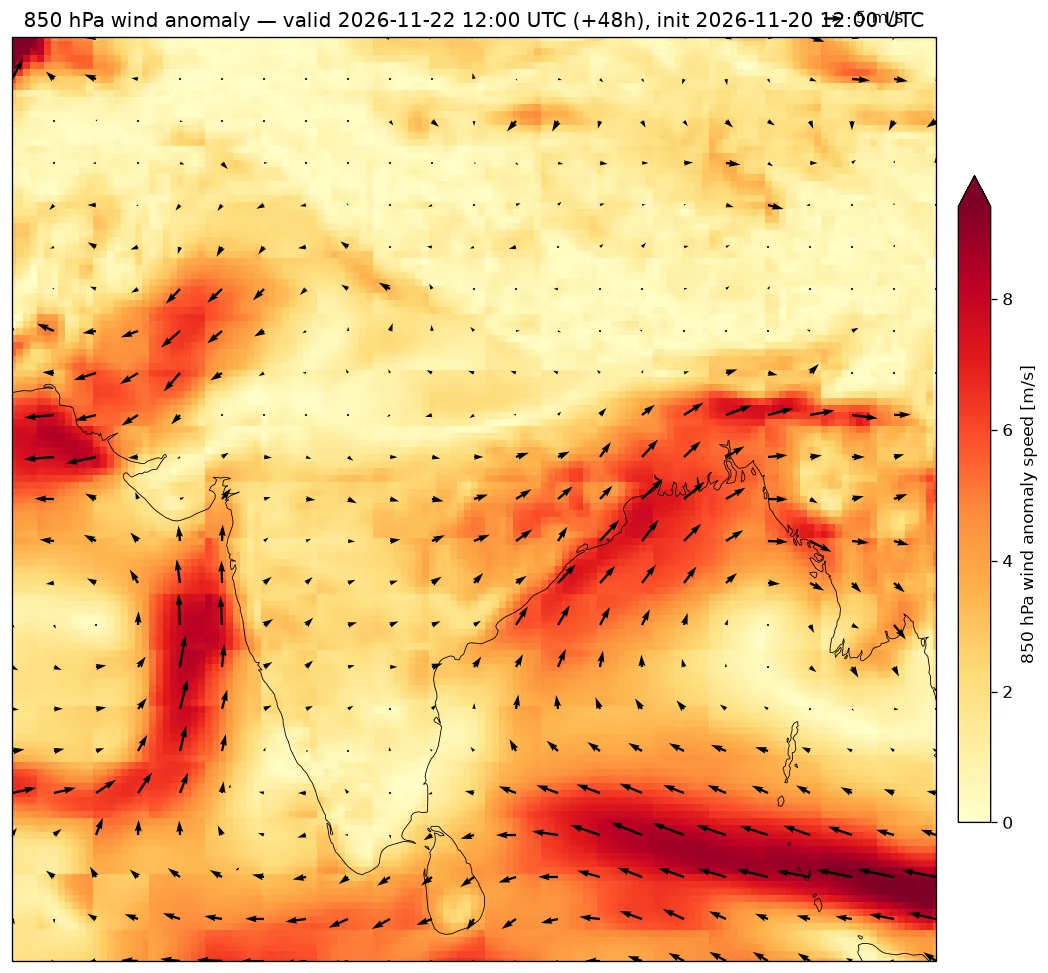 850 hPa wind anomaly — valid 2026-11-22 12:00 UTC (+48h), init 2026-11-20 12:00 UTC
5 m/s
8
6
4
2
0
850 hPa wind anomaly speed [m/s]